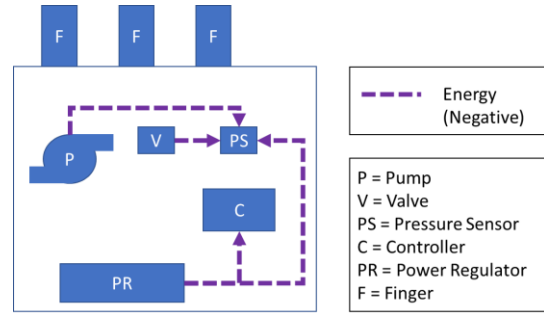 F F F
P
V
PS
C
PR
Energy
(Negative)
P = Pump
V = Valve
PS = Pressure Sensor
C = Controller
PR = Power Regulator
F = Finger